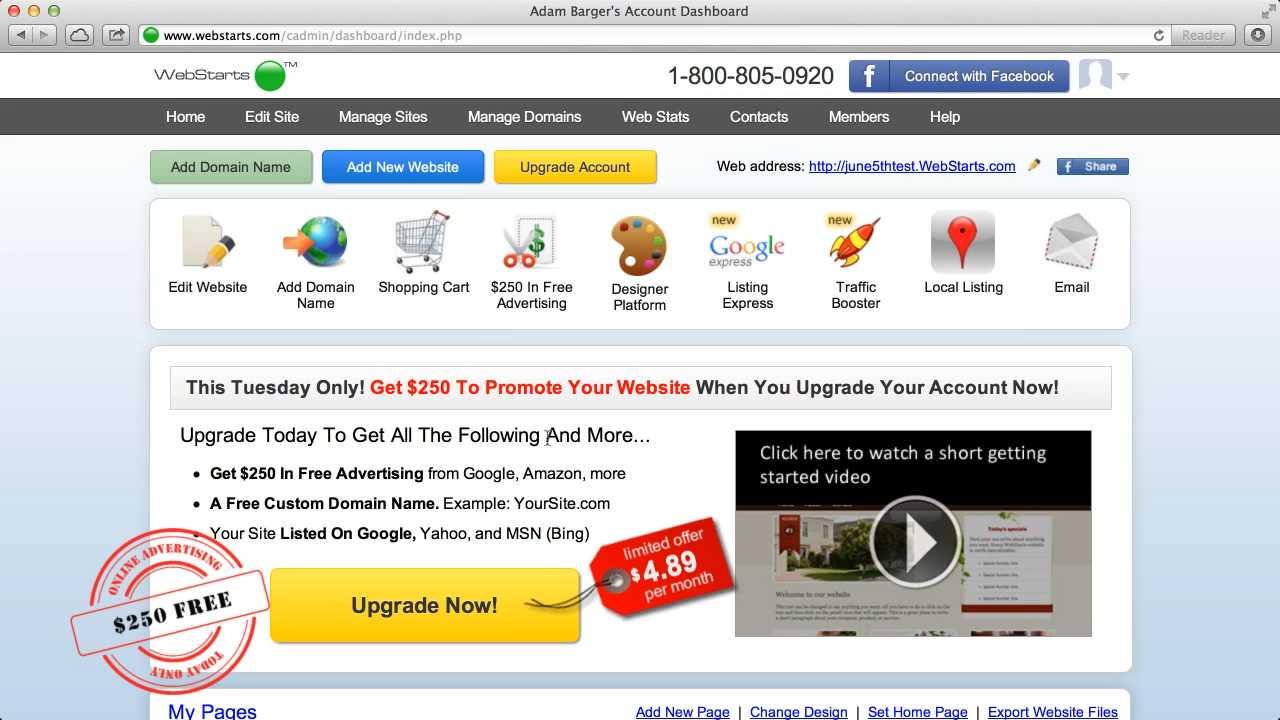 Adam Barger's Account Dashboard
www.webstarts.com/cadmin/dashboard/index.php
Reader
WebStarts™
1-800-805-0920
f Connect with Facebook
Home Edit Site Manage Sites Manage Domains Web Stats Contacts Members Help
Add Domain Name Add New Website Upgrade Account
Web address: http://june5thtest.WebStarts.com
f Share
Edit Website
Add Domain
Name
Shopping Cart
$250 In Free
Advertising
Designer
Platform
new
Google
express
Listing
Express
new
Traffic
Booster
Local Listing
Email
This Tuesday Only! Get $250 To Promote Your Website When You Upgrade Your Account Now!
Upgrade Today To Get All The Following And More...
• Get $250 In Free Advertising from Google, Amazon, more
• A Free Custom Domain Name. Example: YourSite.com
• Your Site Listed On Google, Yahoo, and MSN (Bing)
ONLINE ADVERTISING
$250 FREE
TODAY ONLY!
Upgrade Now!
limited offer
$4.89
per month
Click here to watch a short getting
started video
#1
Today's specials
Welcome to our website
My Pages
Add New Page | Change Design | Set Home Page | Export Website Files